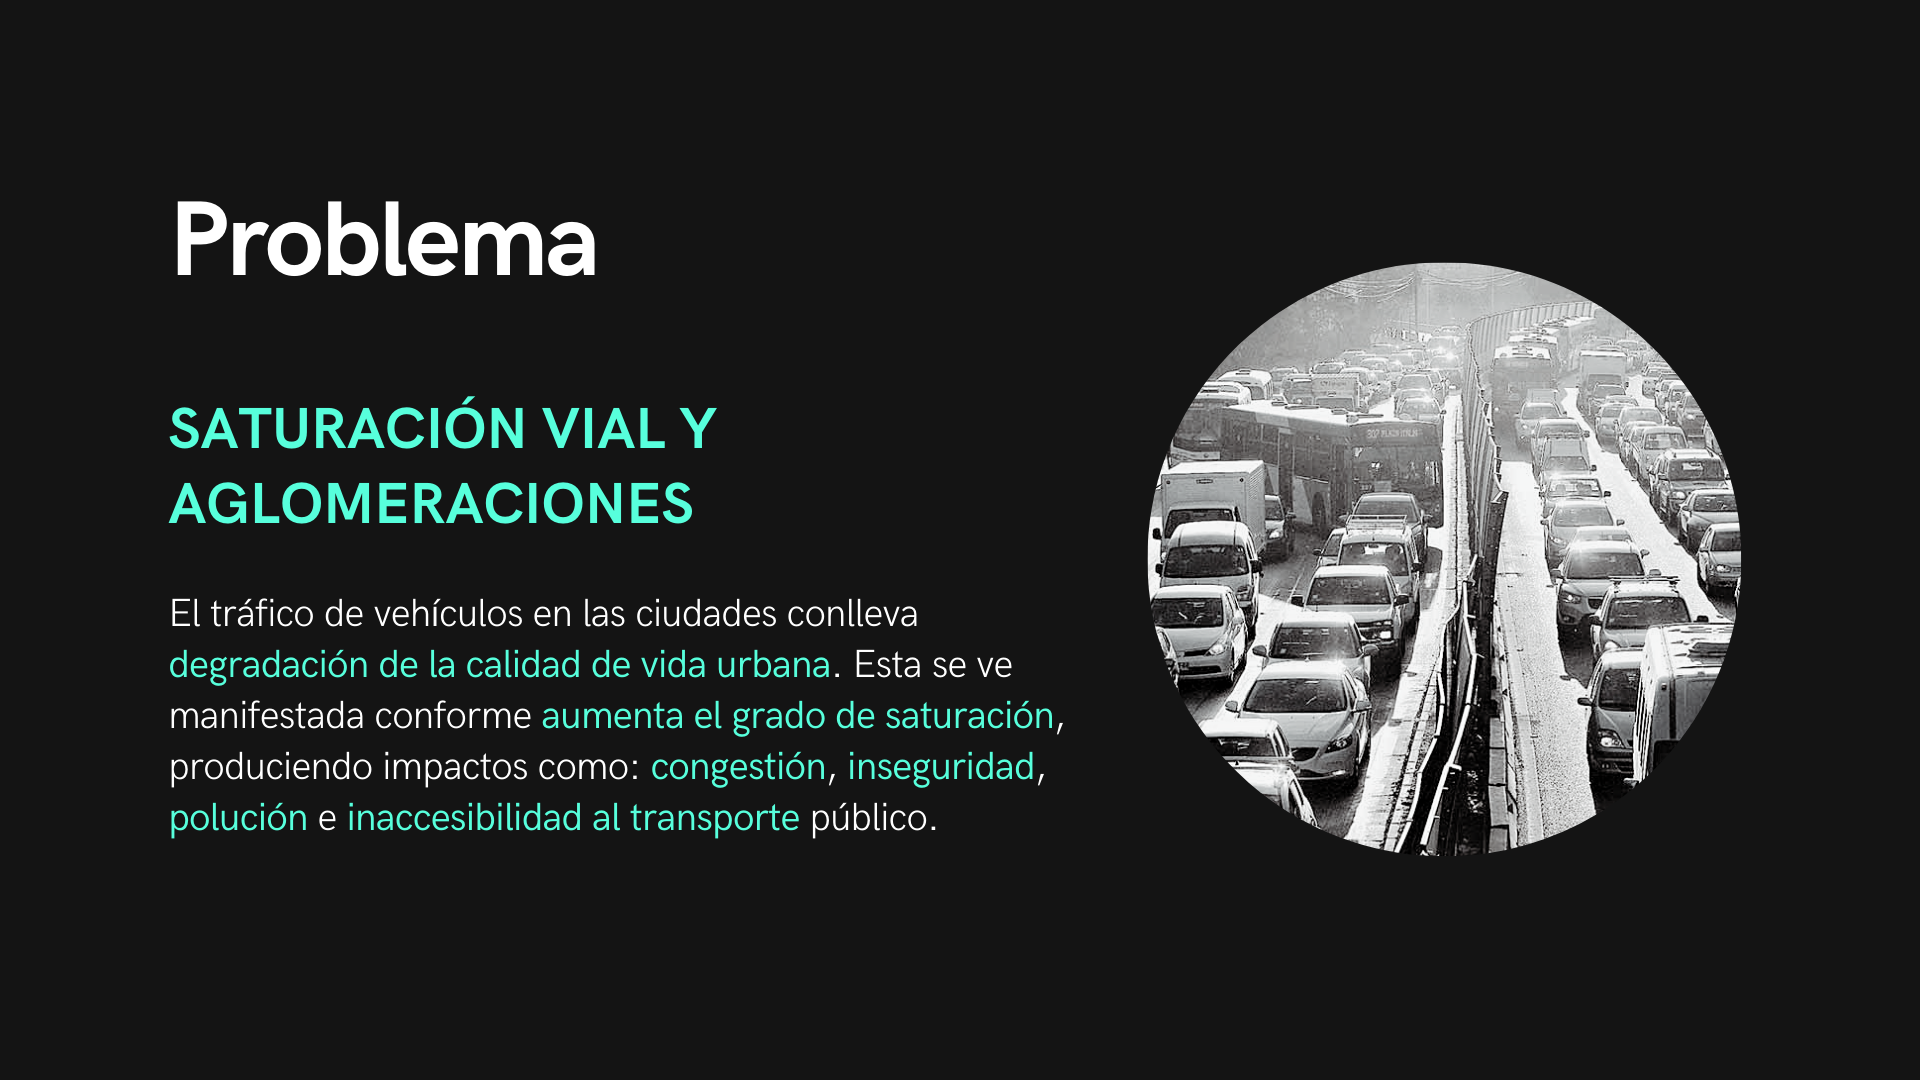 Problema
SATURACIÓN VIAL Y
AGLOMERACIONES
El tráfico de vehículos en las ciudades conlleva
degradación de la calidad de vida urbana. Esta se ve
manifestada conforme aumenta el grado de saturación,
produciendo impactos como: congestión, inseguridad,
polución e inaccesibilidad al transporte público.